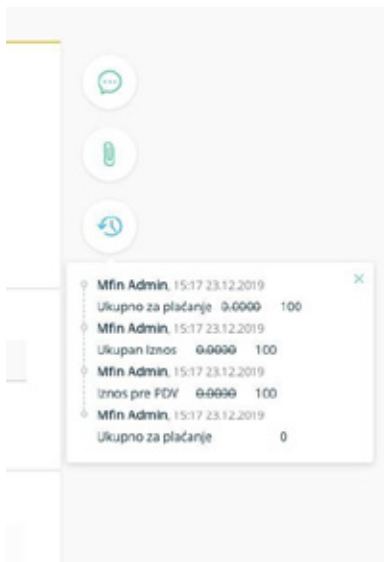 Mfin Admin, 15:17 23.12.2019
Ukupno za plaćanje 0.0000 100
Mfin Admin, 15:17 23.12.2019
Ukupan Iznos 0.0000 100
Mfin Admin, 15:17 23.12.2019
Iznos pre PDV 0.0000 100
Mfin Admin, 15:17 23.12.2019
Ukupno za plaćanje 0